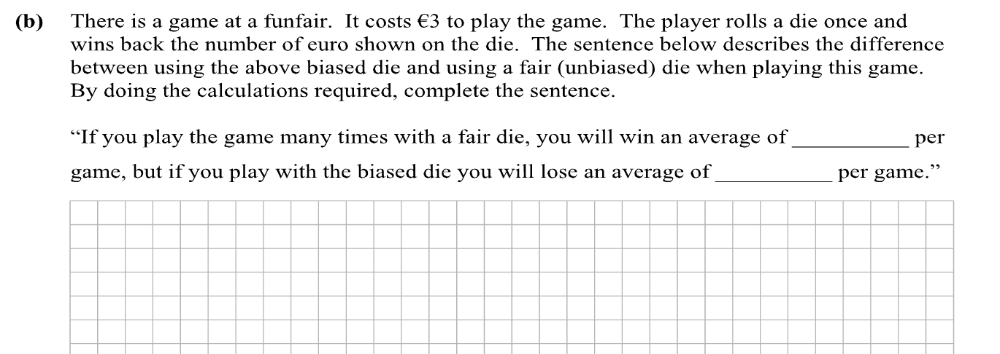 (b) There is a game at a funfair. It costs €3 to play the game. The player rolls a die once and
wins back the number of euro shown on the die. The sentence below describes the difference
between using the above biased die and using a fair (unbiased) die when playing this game.
By doing the calculations required, complete the sentence.
“If you play the game many times with a fair die, you will win an average of __________ per
game, but if you play with the biased die you will lose an average of __________ per game.”